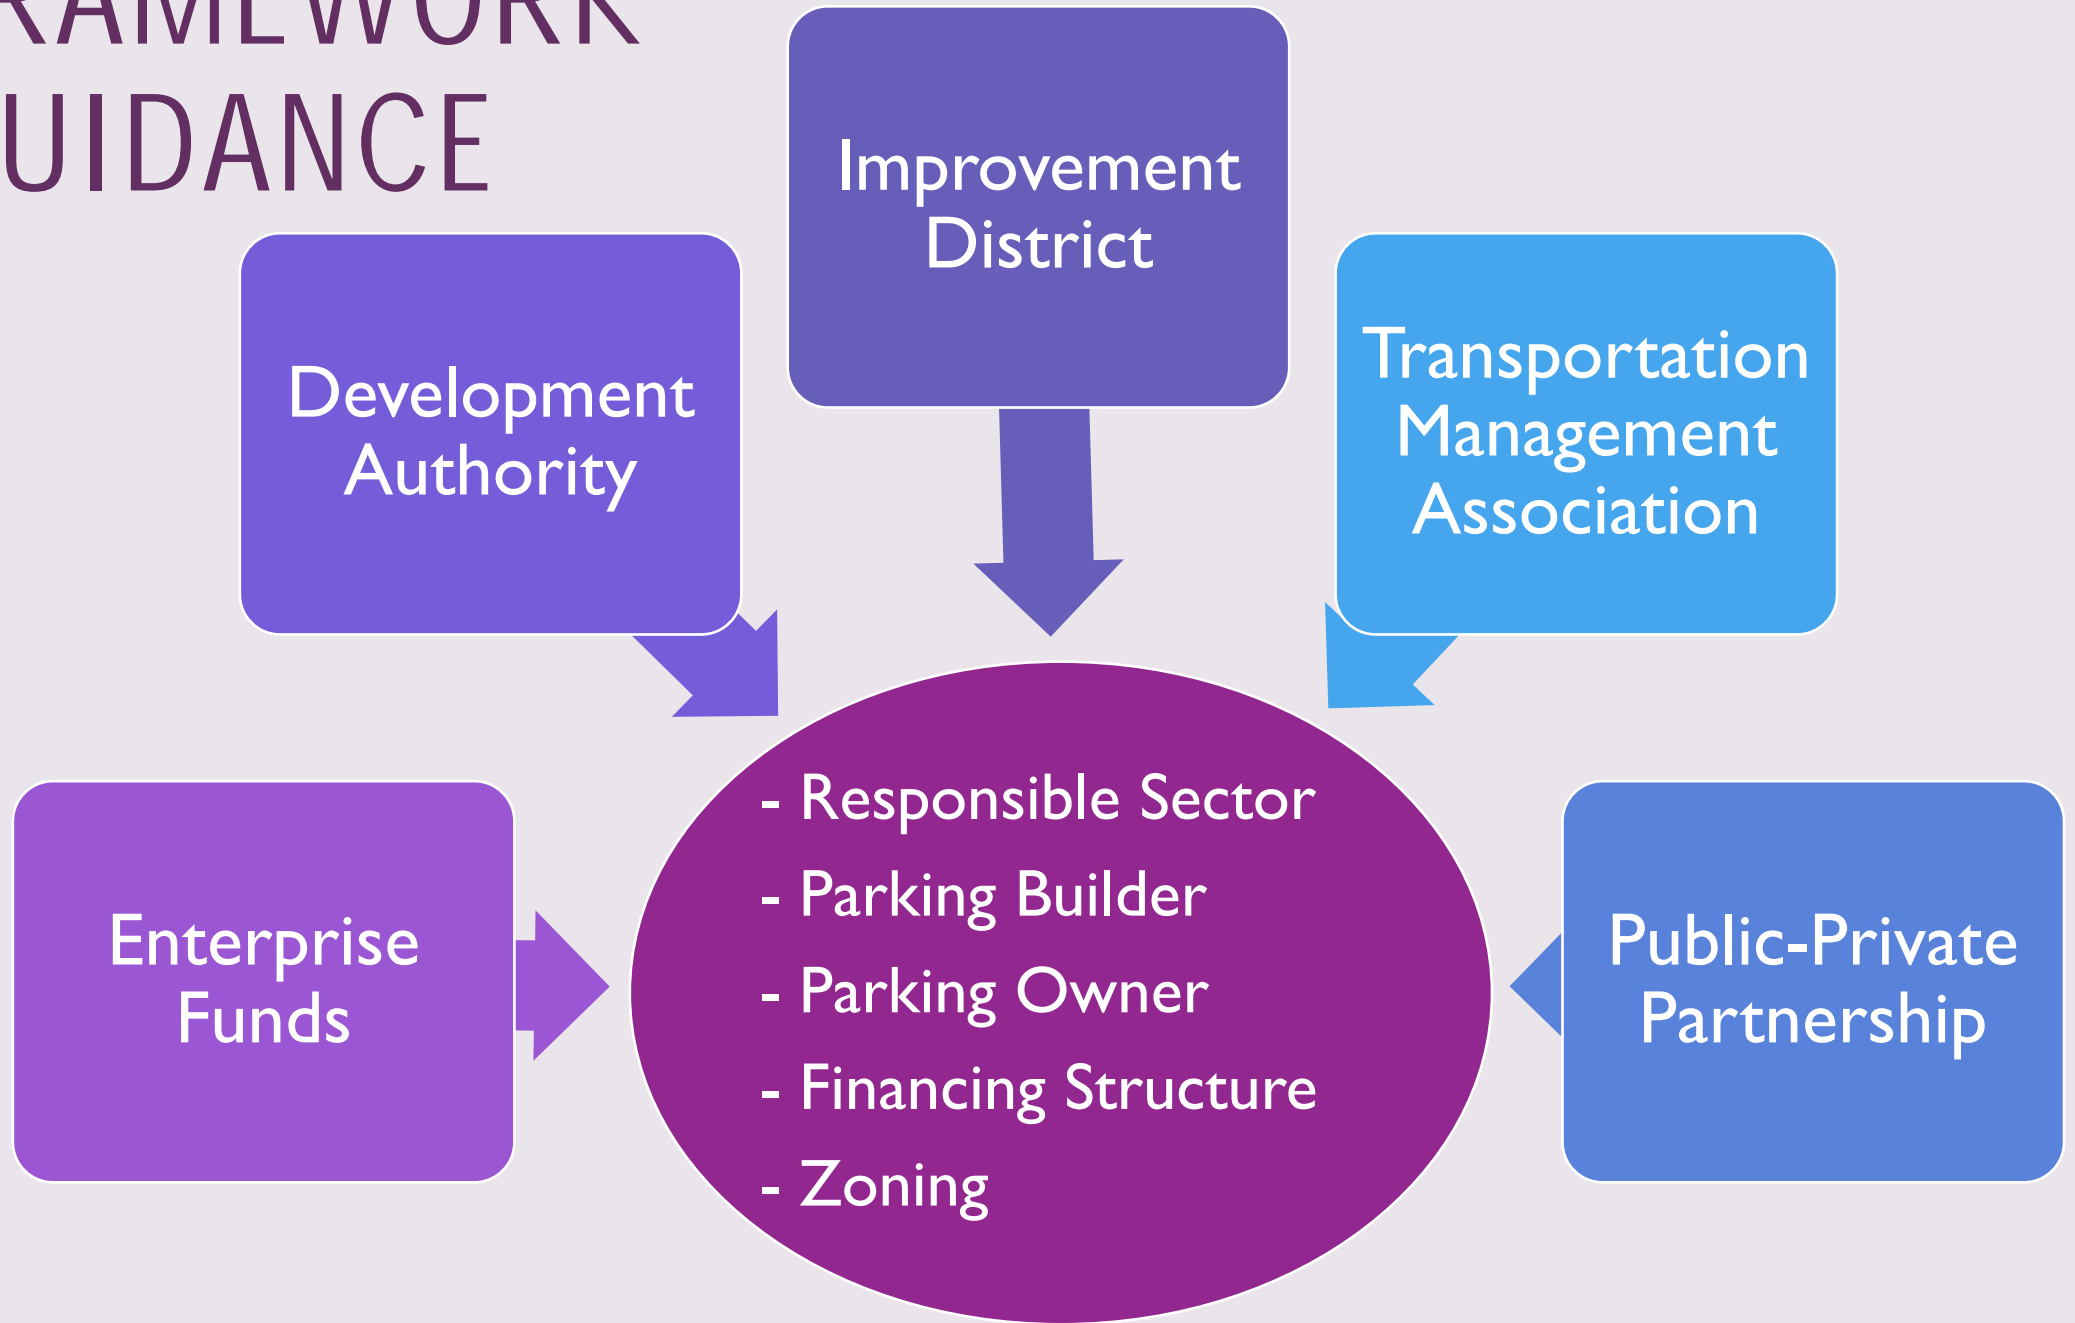 RAMEWORK
UIDANCE
Improvement
District
Development
Authority
Transportation
Management
Association
Enterprise
Funds
- Responsible Sector
- Parking Builder
- Parking Owner
- Financing Structure
- Zoning
Public-Private
Partnership